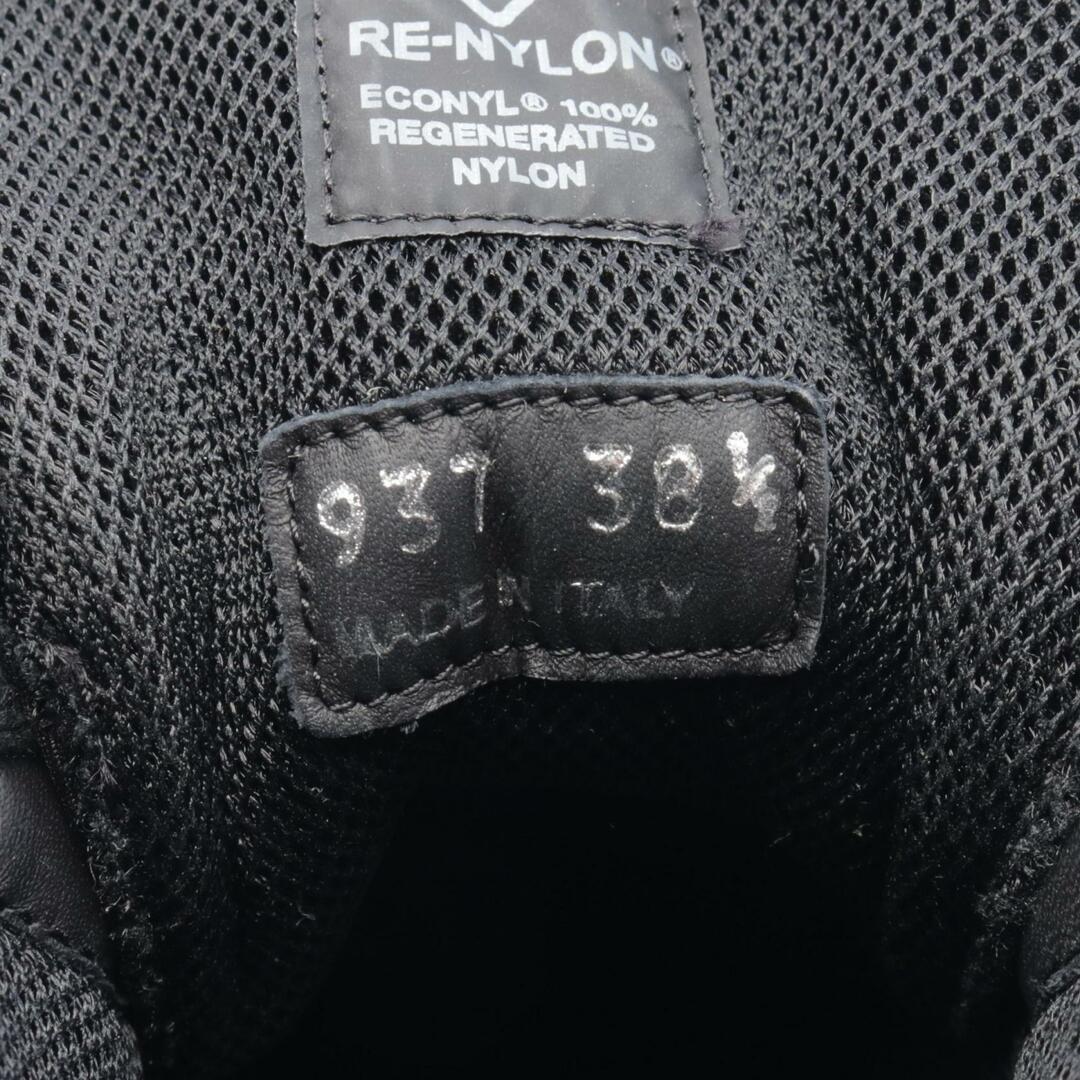 RE-NYLON®
ECONYL® 100%
REGENERATED
NYLON
937 38½
MADE IN ITALY